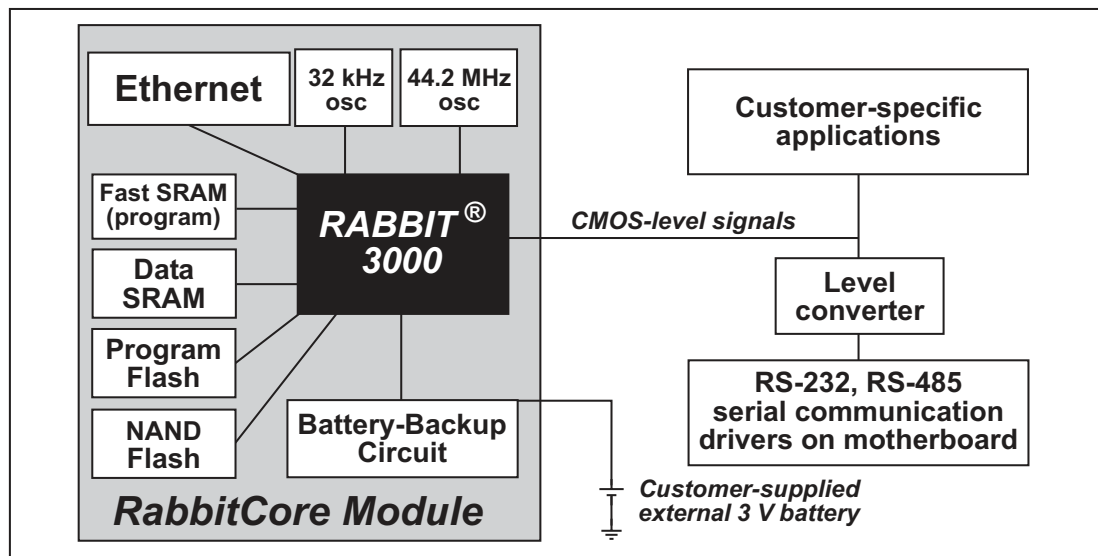 Ethernet
32 kHz
osc
44.2 MHz
osc
Fast SRAM
(program)
Data
SRAM
Program
Flash
NAND
Flash
RABBIT ®
3000
Battery-Backup
Circuit
RabbitCore Module
CMOS-level signals
Customer-specific
applications
Level
converter
RS-232, RS-485
serial communication
drivers on motherboard
Customer-supplied
external 3 V battery